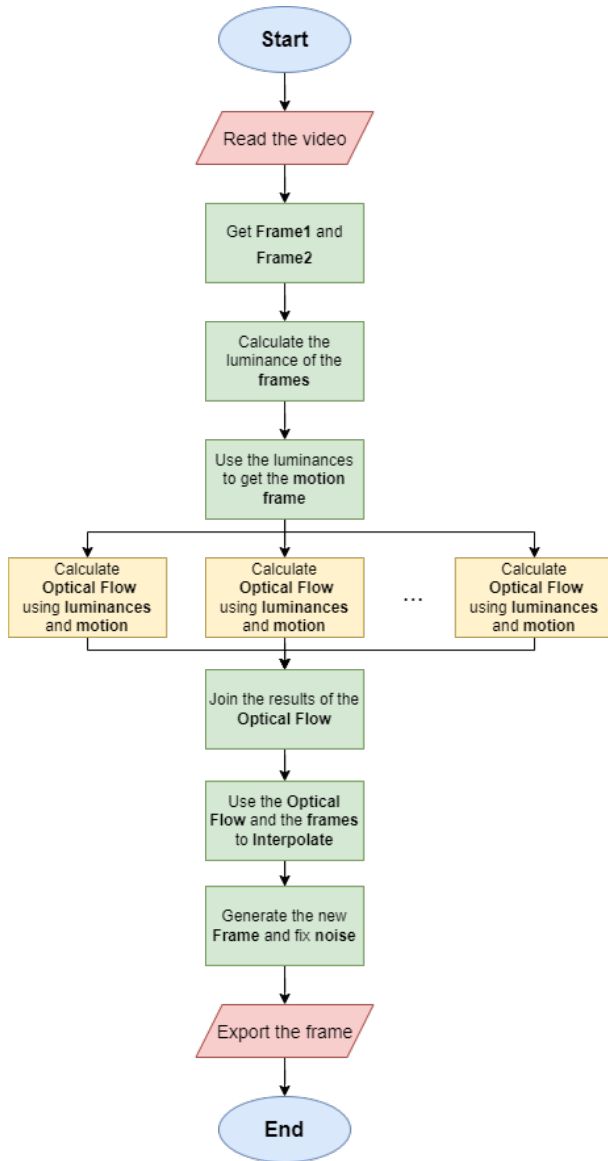 Start
Read the video
Get Frame1 and
Frame2
Calculate the
luminance of the
frames
Use the luminances
to get the motion
frame
Calculate
Optical Flow
using luminances
and motion
Calculate
Optical Flow
using luminances
and motion
...
Calculate
Optical Flow
using luminances
and motion
Join the results of the
Optical Flow
Use the Optical
Flow and the frames
to Interpolate
Generate the new
Frame and fix noise
Export the frame
End